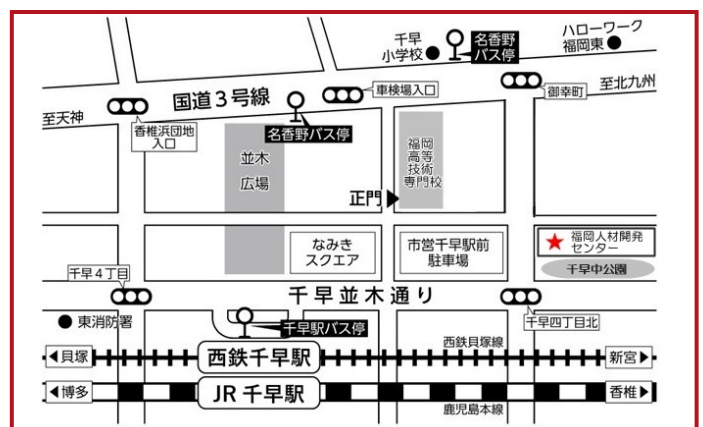 ハローワーク
福岡東
千早
小学校
名香野
バス停
国道3号線
車検場入口
御幸町
至北九州
至天神
香椎浜団地
入口
名香野バス停
並木
広場
福岡
高等
技術
専門校
正門
なみき
スクエア
市営千早駅前
駐車場
福岡人材開発
センター
千早中公園
千早4丁目
千早並木通り
東消防署
千早駅バス停
千早四丁目北
西鉄貝塚線
貝塚
西鉄千早駅
新宮
博多
JR 千早駅
香椎
鹿児島本線